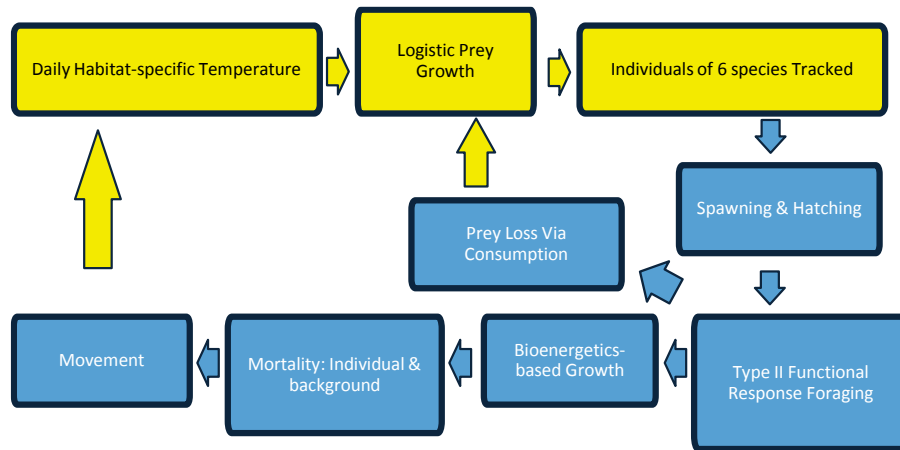 Daily Habitat-specific Temperature
Logistic Prey
Growth
Individuals of 6 species Tracked
Spawning & Hatching
Prey Loss Via
Consumption
Movement
Mortality: Individual &
background
Bioenergetics-
based Growth
Type II Functional
Response Foraging